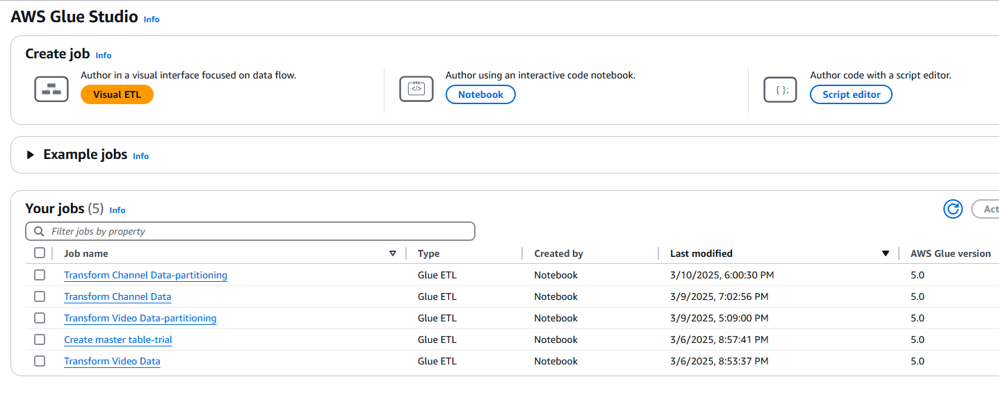 AWS Glue Studio Info
Create job Info
Author in a visual interface focused on data flow.
Visual ETL
</>
Author using an interactive code notebook.
Notebook
{ };
Author code with a script editor.
Script editor
Example jobs Info
Your jobs (5) Info
Act
Filter jobs by property
Job name Type Created by Last modified AWS Glue version
Transform Channel Data-partitioning Glue ETL Notebook 3/10/2025, 6:00:30 PM 5.0
Transform Channel Data Glue ETL Notebook 3/9/2025, 7:02:56 PM 5.0
Transform Video Data-partitioning Glue ETL Notebook 3/9/2025, 5:09:00 PM 5.0
Create master table-trial Glue ETL Notebook 3/6/2025, 8:57:41 PM 5.0
Transform Video Data Glue ETL Notebook 3/6/2025, 8:53:37 PM 5.0